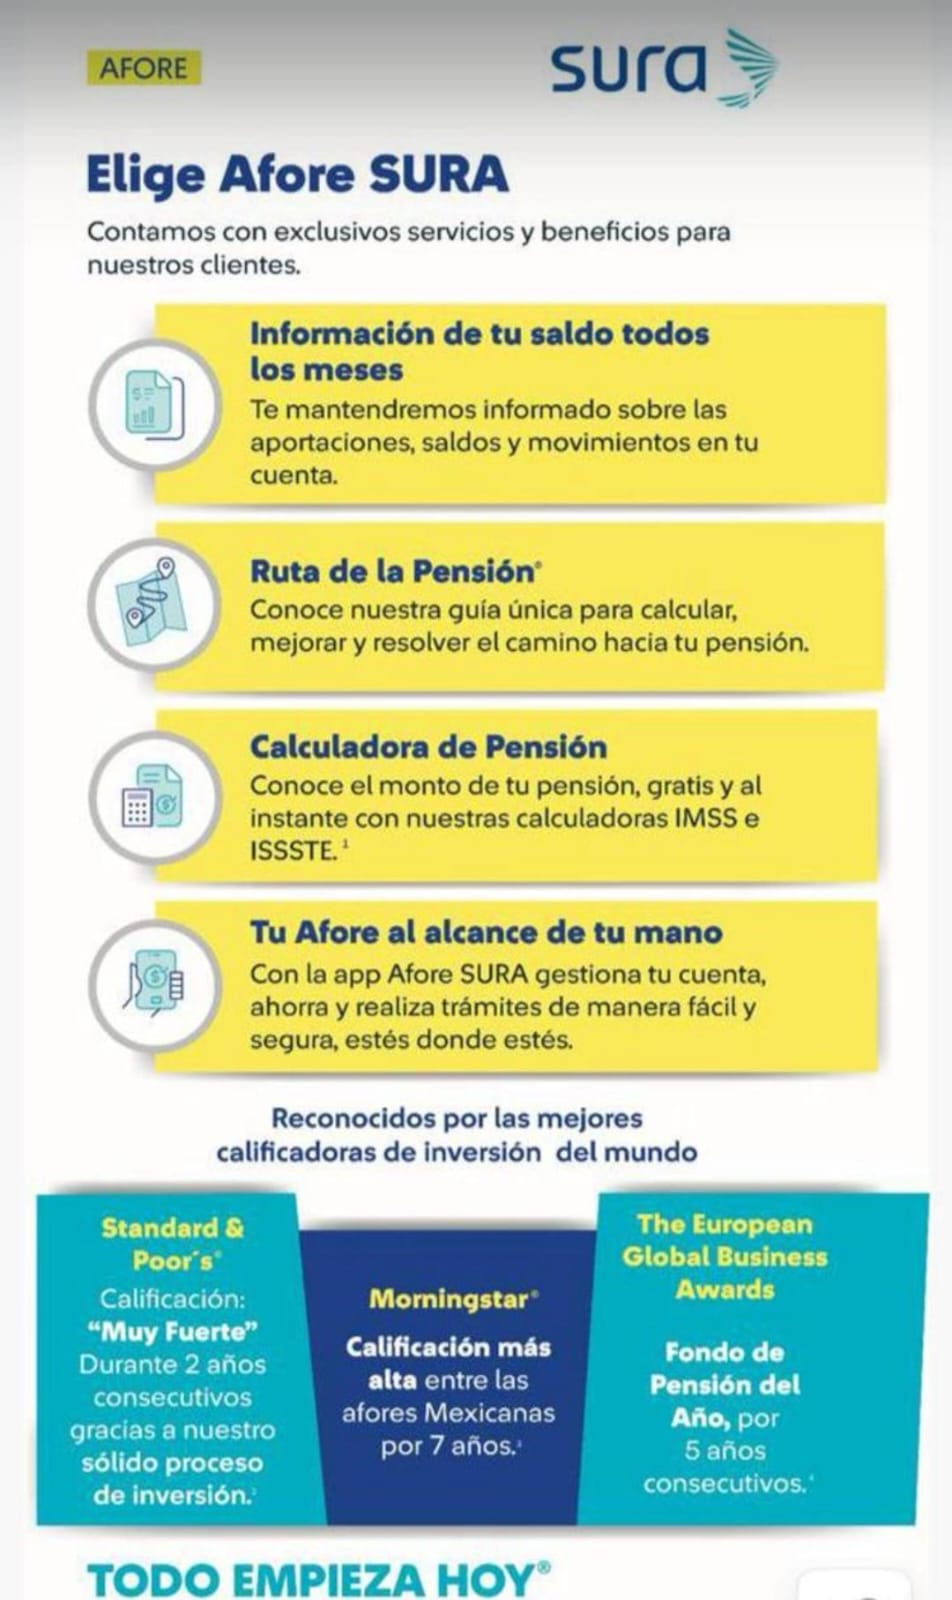 AFORE
sura
Elige Afore SURA
Contamos con exclusivos servicios y beneficios para
nuestros clientes.
Información de tu saldo todos
los meses
Te mantendremos informado sobre las
aportaciones, saldos y movimientos en tu
cuenta.
Ruta de la Pensión®
Conoce nuestra guía única para calcular,
mejorar y resolver el camino hacia tu pensión.
Calculadora de Pensión
Conoce el monto de tu pensión, gratis y al
instante con nuestras calculadoras IMSS e
ISSSTE.¹
Tu Afore al alcance de tu mano
Con la app Afore SURA gestiona tu cuenta,
ahorra y realiza trámites de manera fácil y
segura, estés donde estés.
Reconocidos por las mejores
calificadoras de inversión del mundo
Standard &
Poor´s®
Calificación:
“Muy Fuerte”
Durante 2 años
consecutivos
gracias a nuestro
sólido proceso
de inversión.
Morningstar®
Calificación más
alta entre las
afores Mexicanas
por 7 años.
The European
Global Business
Awards
Fondo de
Pensión del
Año, por
5 años
consecutivos.
TODO EMPIEZA HOY®